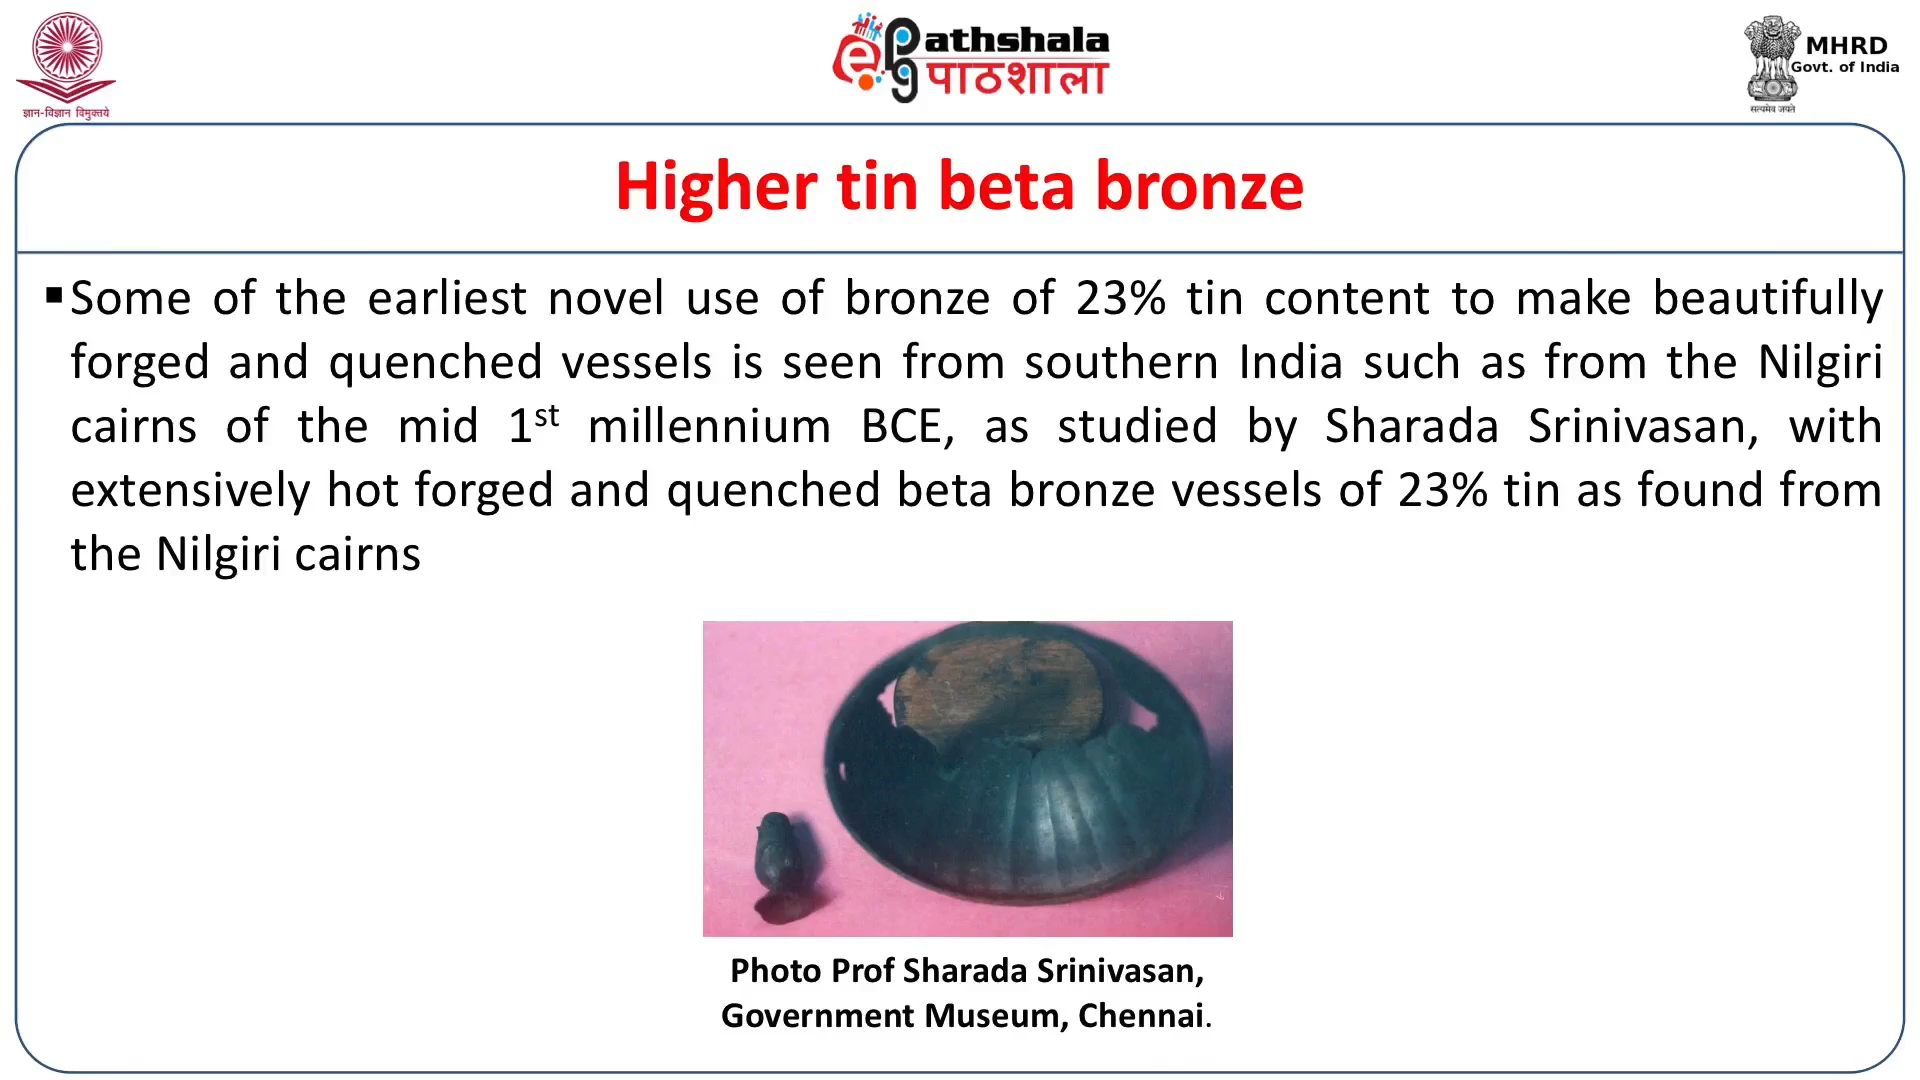 ज्ञान-विज्ञान विमुक्तये
ePG Pathshala
पाठशाला
MHRD
Govt. of India
सत्यमेव जयते
Higher tin beta bronze
▪Some of the earliest novel use of bronze of 23% tin content to make beautifully
forged and quenched vessels is seen from southern India such as from the Nilgiri
cairns of the mid 1st millennium BCE, as studied by Sharada Srinivasan, with
extensively hot forged and quenched beta bronze vessels of 23% tin as found from
the Nilgiri cairns
Photo Prof Sharada Srinivasan,
Government Museum, Chennai.